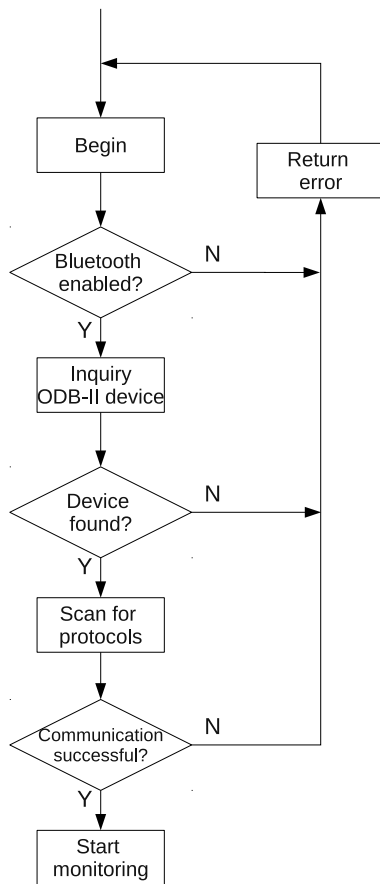 Begin
Return
error
Bluetooth
enabled?
N
Y
Inquiry
ODB-II device
Device
found?
N
Y
Scan for
protocols
Communication
successful?
N
Y
Start
monitoring